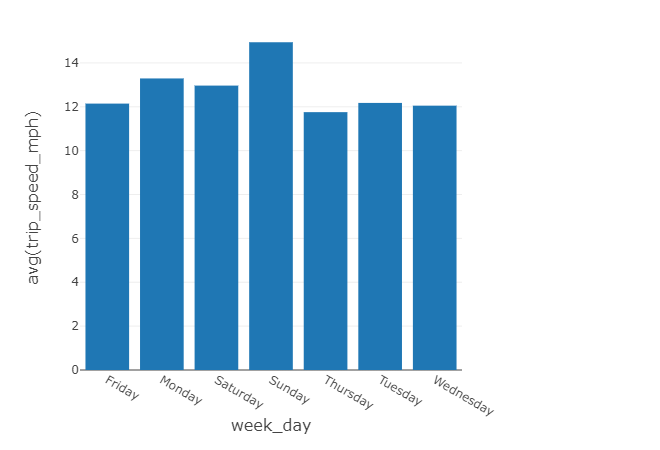 avg(trip_speed_mph)
14
12
10
8
6
4
2
0
Friday
Monday
Saturday
Sunday
Thursday
Tuesday
Wednesday
week_day